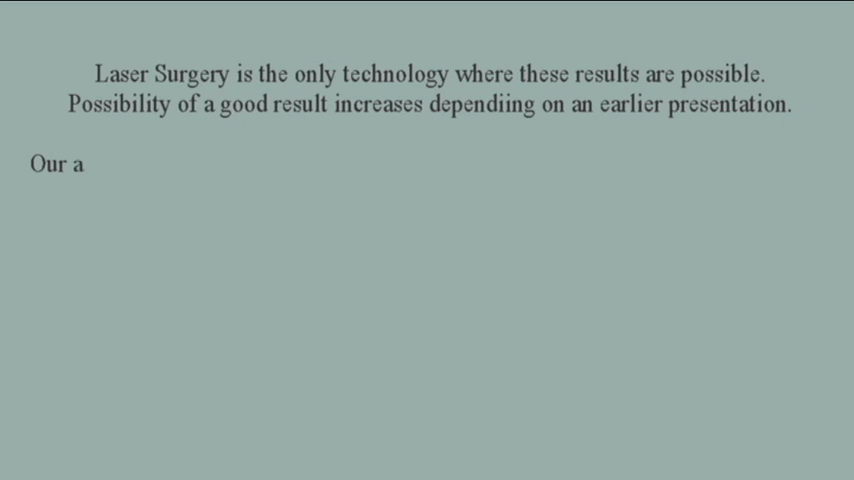 Laser Surgery is the only technology where these results are possible.
Possibility of a good result increases dependiing on an earlier presentation.
Our a